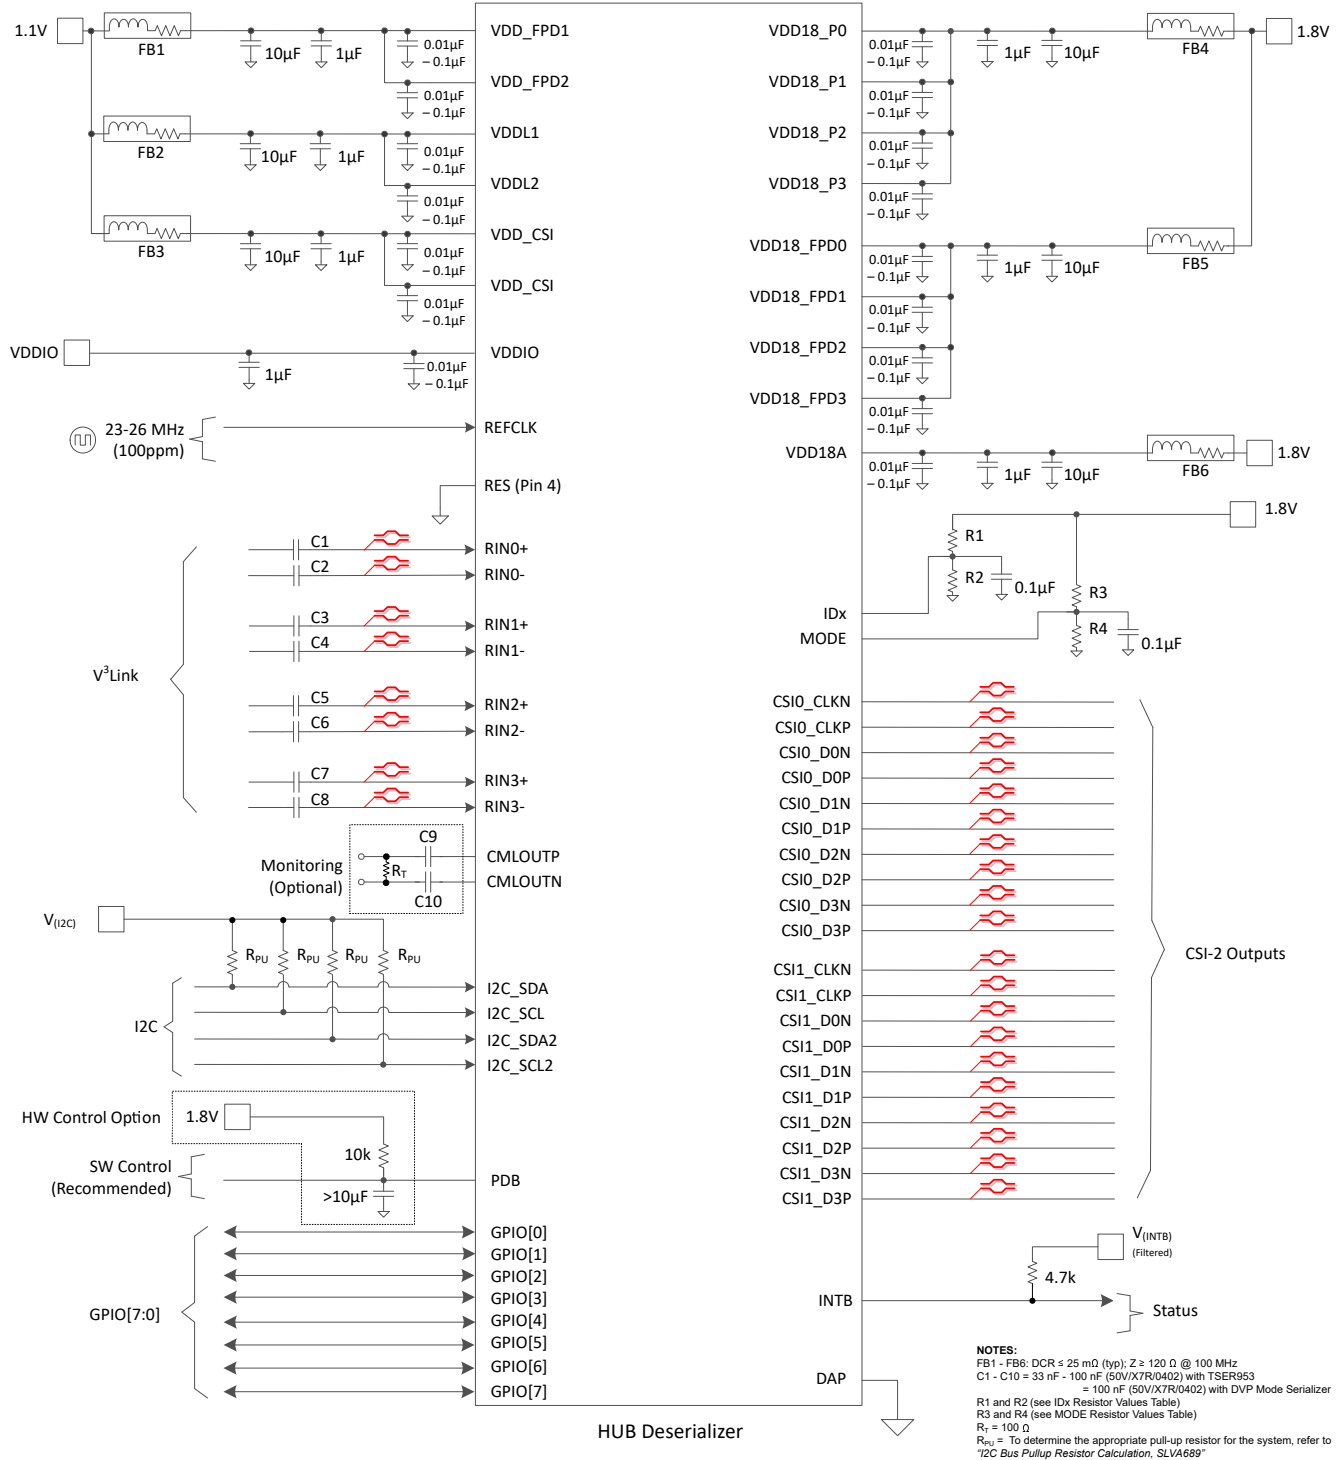 1.1V
FB1
10µF
1µF
0.01µF
– 0.1µF
VDD_FPD1
0.01µF
– 0.1µF
VDD_FPD2
FB2
10µF
1µF
0.01µF
– 0.1µF
VDDL1
0.01µF
– 0.1µF
VDDL2
FB3
10µF
1µF
0.01µF
– 0.1µF
VDD_CSI
0.01µF
– 0.1µF
VDD_CSI
VDDIO
1µF
0.01µF
– 0.1µF
VDDIO
23-26 MHz
(100ppm)
REFCLK
RES (Pin 4)
V³Link
C1
RIN0+
C2
RIN0-
C3
RIN1+
C4
RIN1-
C5
RIN2+
C6
RIN2-
C7
RIN3+
C8
RIN3-
Monitoring
(Optional)
C9
RT
C10
CMLOUTP
CMLOUTN
V(I2C)
RPU
RPU
RPU
RPU
I2C
I2C_SDA
I2C_SCL
I2C_SDA2
I2C_SCL2
HW Control Option
1.8V
10k
SW Control
(Recommended)
>10µF
PDB
GPIO[7:0]
GPIO[0]
GPIO[1]
GPIO[2]
GPIO[3]
GPIO[4]
GPIO[5]
GPIO[6]
GPIO[7]
VDD18_P0
0.01µF
– 0.1µF
1µF
10µF
FB4
1.8V
VDD18_P1
0.01µF
– 0.1µF
VDD18_P2
0.01µF
– 0.1µF
VDD18_P3
0.01µF
– 0.1µF
VDD18_FPD0
0.01µF
– 0.1µF
1µF
10µF
FB5
VDD18_FPD1
0.01µF
– 0.1µF
VDD18_FPD2
0.01µF
– 0.1µF
VDD18_FPD3
0.01µF
– 0.1µF
VDD18A
0.01µF
– 0.1µF
1µF
10µF
FB6
1.8V
1.8V
R1
R2
0.1µF
R3
R4
0.1µF
IDx
MODE
CSI0_CLKN
CSI0_CLKP
CSI0_D0N
CSI0_D0P
CSI0_D1N
CSI0_D1P
CSI0_D2N
CSI0_D2P
CSI0_D3N
CSI0_D3P
CSI1_CLKN
CSI1_CLKP
CSI1_D0N
CSI1_D0P
CSI1_D1N
CSI1_D1P
CSI1_D2N
CSI1_D2P
CSI1_D3N
CSI1_D3P
CSI-2 Outputs
V(INTB)
(Filtered)
4.7k
INTB
Status
DAP
HUB Deserializer
NOTES:
FB1 - FB6: DCR ≤ 25 mΩ (typ); Z ≥ 120 Ω @ 100 MHz
C1 - C10 = 33 nF - 100 nF (50V/X7R/0402) with TSER953
= 100 nF (50V/X7R/0402) with DVP Mode Serializer
R1 and R2 (see IDx Resistor Values Table)
R3 and R4 (see MODE Resistor Values Table)
RT = 100 Ω
RPU = To determine the appropriate pull-up resistor for the system, refer to
"I2C Bus Pullup Resistor Calculation, SLVA689"